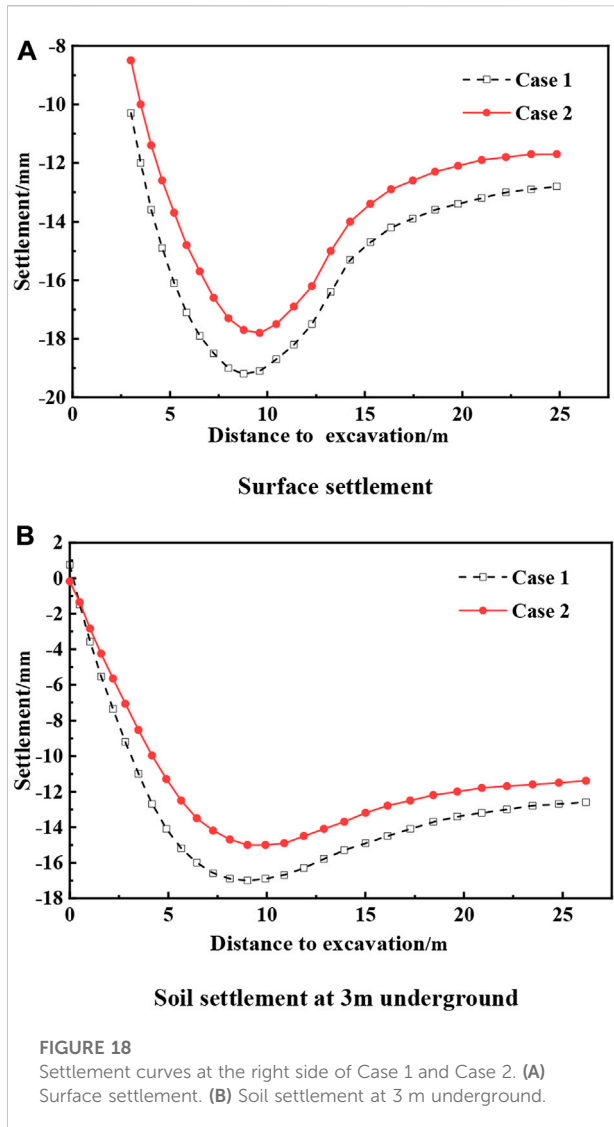 A
-8
-10
-12
-14
-16
-18
-20
Settlement/mm
Case 1
Case 2
0 5 10 15 20 25
Distance to excavation/m
Surface settlement
B
2
0
-2
-4
-6
-8
-10
-12
-14
-16
-18
Settlement/mm
Case 1
Case 2
0 5 10 15 20 25
Distance to excavation/m
Soil settlement at 3m underground
FIGURE 18
Settlement curves at the right side of Case 1 and Case 2. (A)
Surface settlement. (B) Soil settlement at 3 m underground.